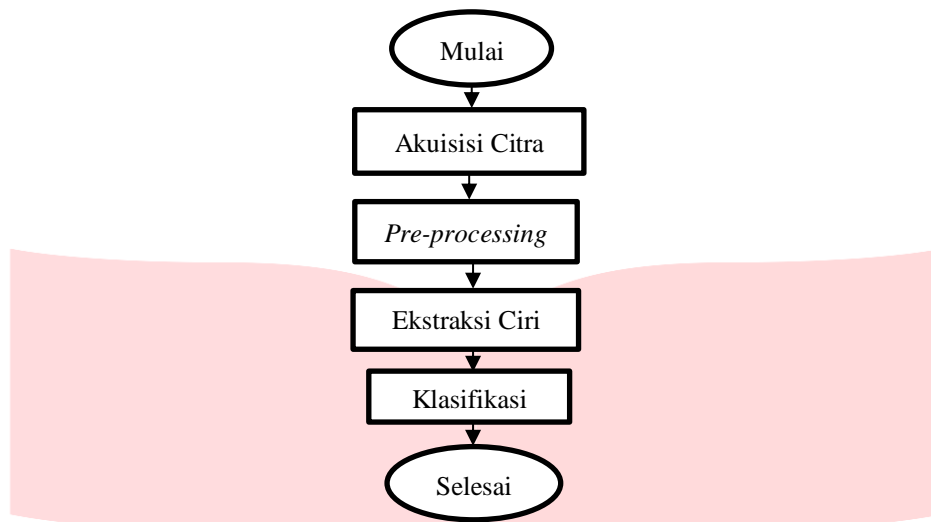 Mulai
Akuisisi Citra
Pre-processing
Ekstraksi Ciri
Klasifikasi
Selesai